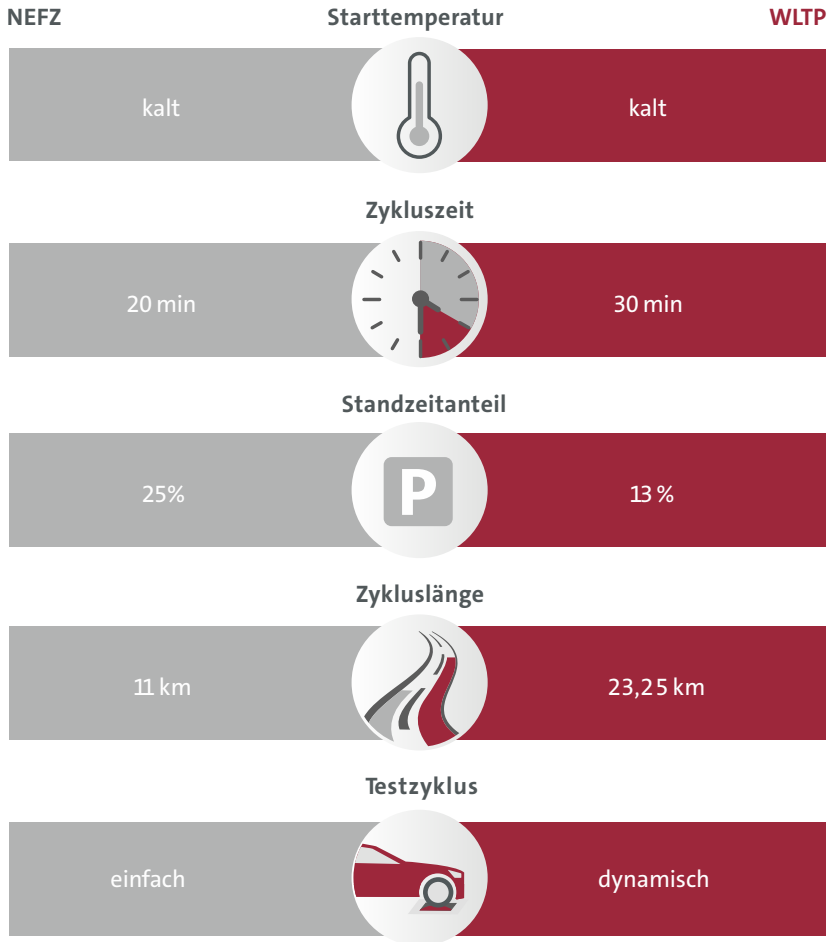 NEFZ Starttemperatur WLTP
kalt kalt
Zykluszeit
20 min 30 min
Standzeitanteil
25% P 13 %
Zykluslänge
11 km 23,25 km
Testzyklus
einfach dynamisch